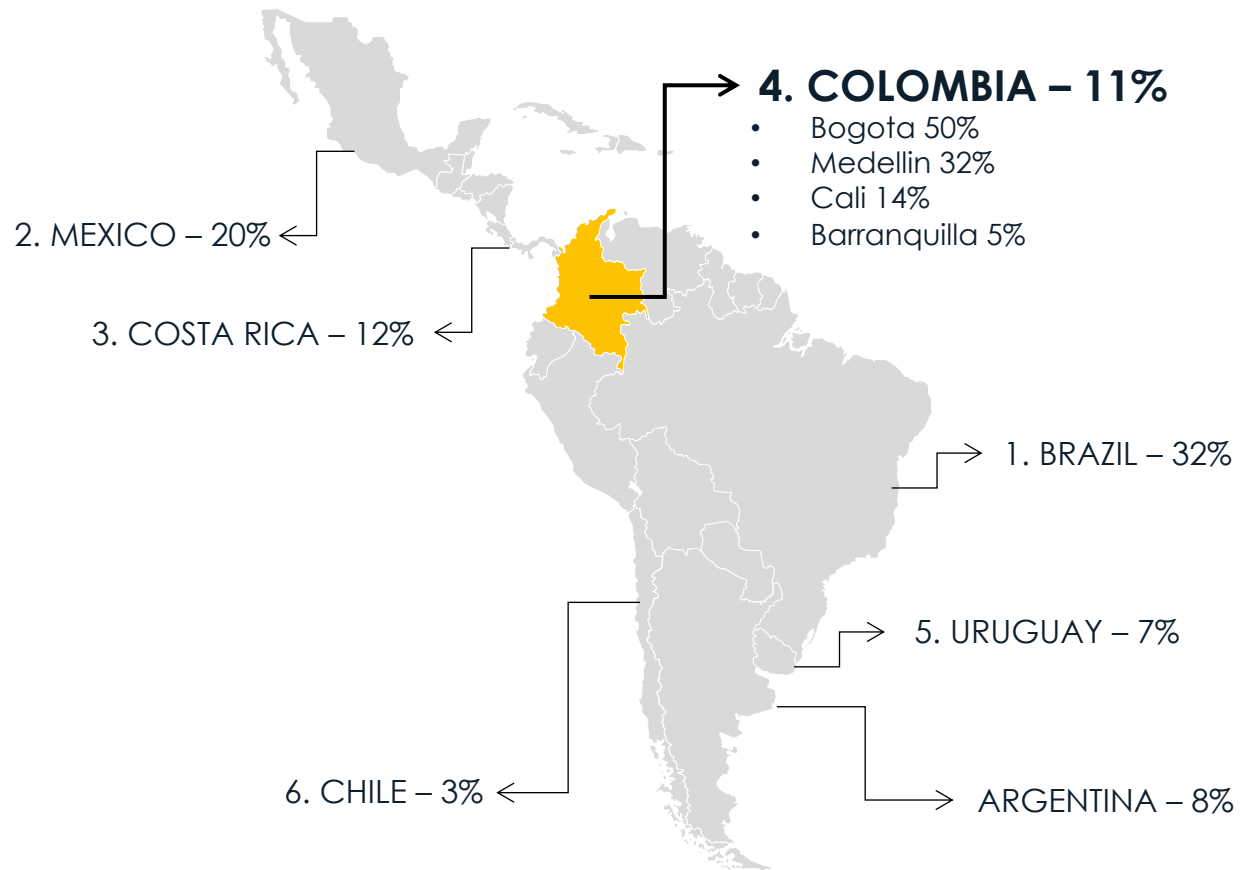 4. COLOMBIA – 11%
• Bogota 50%
• Medellin 32%
• Cali 14%
• Barranquilla 5%
2. MEXICO – 20%
3. COSTA RICA – 12%
1. BRAZIL – 32%
5. URUGUAY – 7%
6. CHILE – 3%
ARGENTINA – 8%